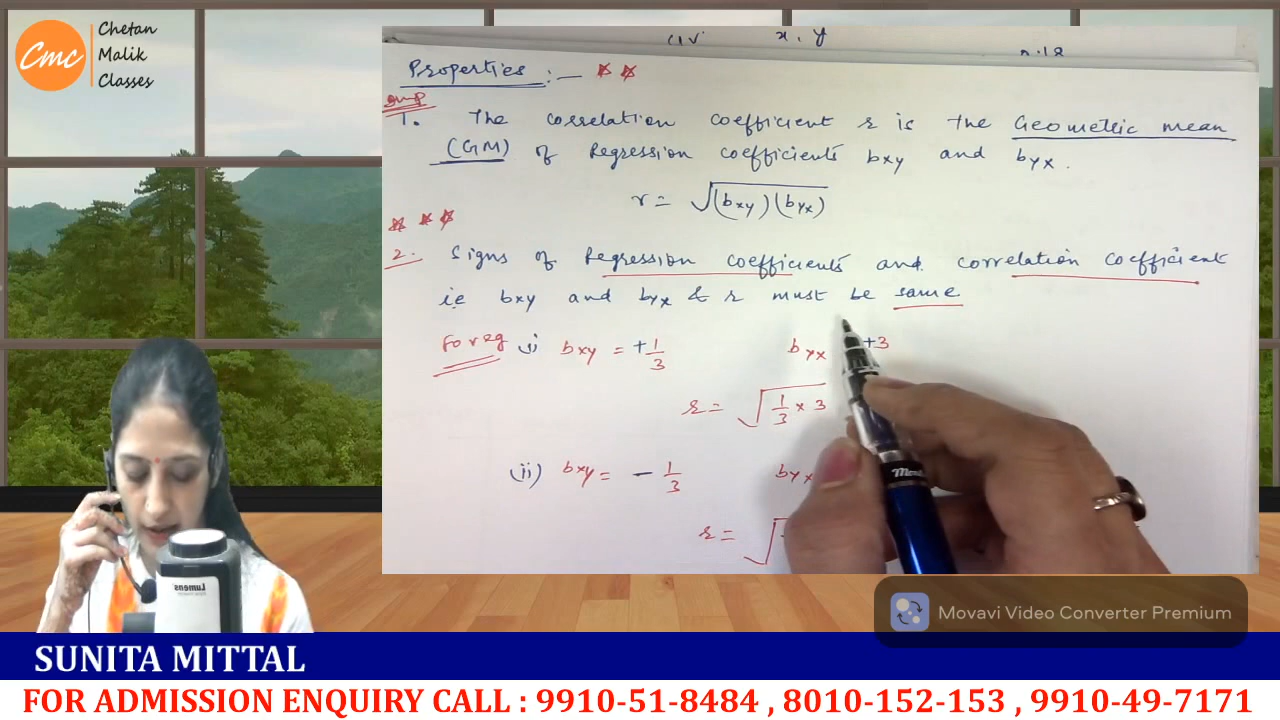 Chetan
Malik
Classes
Cmc
x, y
Properties :—
Imp
1. The correlation coefficient r is the Geometric mean
(GM) of Regression coefficients bxy and byx.
r = √(bxy)(byx)
2. Signs of Regression coefficients and correlation coefficient
ie bxy and byx & r must be same
For eg (i) bxy = +1/3 byx +3
r = √1/3 × 3
(ii) bxy = - 1/3 byx
r = √
Lumens
Movavi Video Converter Premium
SUNITA MITTAL
FOR ADMISSION ENQUIRY CALL : 9910-51-8484 , 8010-152-153 , 9910-49-7171